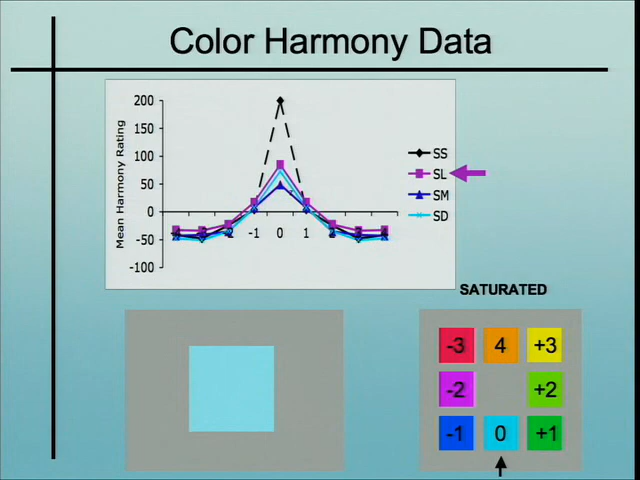 Color Harmony Data
Mean Harmony Rating
200
150
100
50
0
-50
-100
-1 0 1
SS
SL
SM
SD
SATURATED
-3 4 +3
-2 +2
-1 0 +1